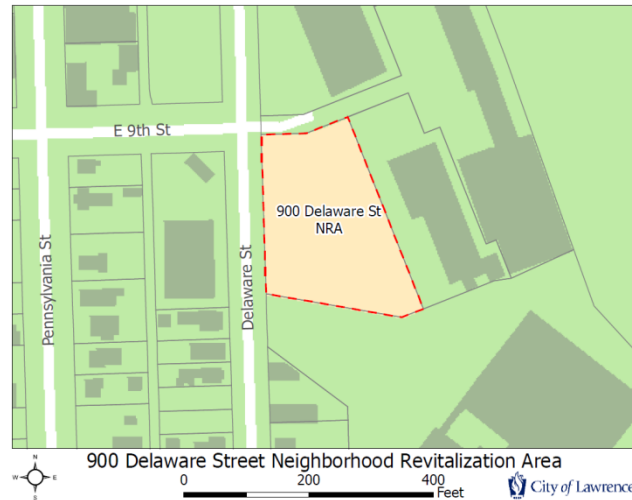 E 9th St
900 Delaware St
NRA
Pennsylvania St
Delaware St
900 Delaware Street Neighborhood Revitalization Area
N
W E
S
0 200 400
Feet
City of Lawrence